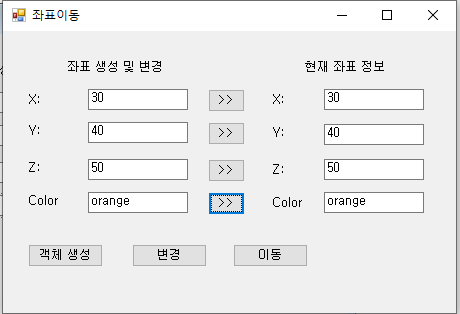 좌표이동
좌표 생성 및 변경 현재 좌표 정보
X: 30 >> X: 30
Y: 40 >> Y: 40
Z: 50 >> Z: 50
Color orange >> Color orange
객체 생성 변경 이동